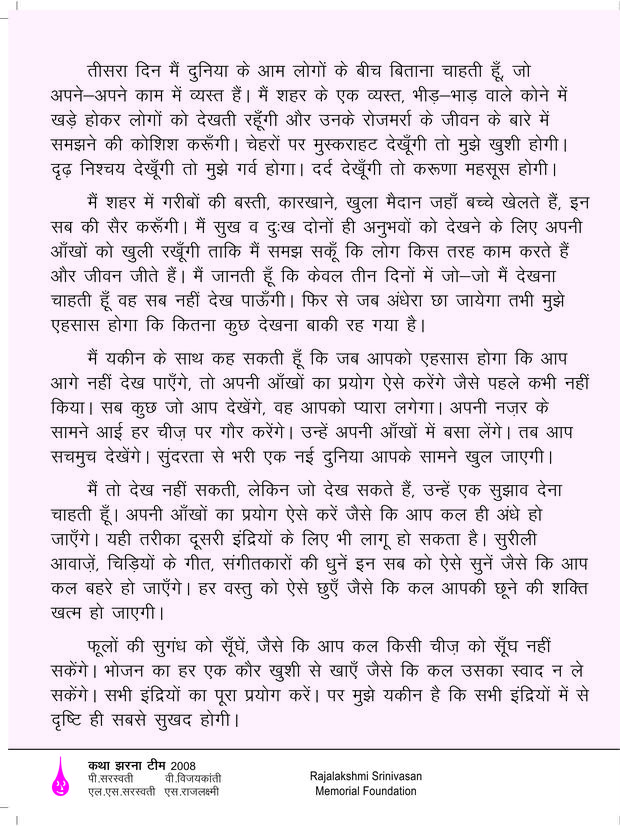 तीसरा दिन मैं दुनिया के आम लोगों के बीच बिताना चाहती हूँ, जो
अपने–अपने काम में व्यस्त हैं। मैं शहर के एक व्यस्त, भीड़–भाड़ वाले कोने में
खड़े होकर लोगों को देखती रहूँगी और उनके रोजमर्रा के जीवन के बारे में
समझने की कोशिश करूँगी। चेहरों पर मुस्कराहट देखूँगी तो मुझे खुशी होगी।
दृढ़ निश्चय देखूँगी तो मुझे गर्व होगा। दर्द देखूँगी तो करूणा महसूस होगी।
मैं शहर में गरीबों की बस्ती, कारखाने, खुला मैदान जहाँ बच्चे खेलते हैं, इन
सब की सैर करूँगी। मैं सुख व दुःख दोनों ही अनुभवों को देखने के लिए अपनी
आँखों को खुली रखूँगी ताकि मैं समझ सकूँ कि लोग किस तरह काम करते हैं
और जीवन जीते हैं। मैं जानती हूँ कि केवल तीन दिनों में जो–जो मैं देखना
चाहती हूँ वह सब नहीं देख पाऊँगी। फिर से जब अंधेरा छा जायेगा तभी मुझे
एहसास होगा कि कितना कुछ देखना बाकी रह गया है।
मैं यकीन के साथ कह सकती हूँ कि जब आपको एहसास होगा कि आप
आगे नहीं देख पाएँगे, तो अपनी आँखों का प्रयोग ऐसे करेंगे जैसे पहले कभी नहीं
किया। सब कुछ जो आप देखेंगे, वह आपको प्यारा लगेगा। अपनी नज़र के
सामने आई हर चीज़ पर गौर करेंगे। उन्हें अपनी आँखों में बसा लेंगे। तब आप
सचमुच देखेंगे। सुंदरता से भरी एक नई दुनिया आपके सामने खुल जाएगी।
मैं तो देख नहीं सकती, लेकिन जो देख सकते हैं, उन्हें एक सुझाव देना
चाहती हूँ। अपनी आँखों का प्रयोग ऐसे करें जैसे कि आप कल ही अंधे हो
जाएँगे। यही तरीका दूसरी इंद्रियों के लिए भी लागू हो सकता है। सुरीली
आवाज़ें, चिड़ियों के गीत, संगीतकारों की धुनें इन सब को ऐसे सुनें जैसे कि आप
कल बहरे हो जाएँगे। हर वस्तु को ऐसे छुएँ जैसे कि कल आपकी छूने की शक्ति
खत्म हो जाएगी।
फूलों की सुगंध को सूँघें, जैसे कि आप कल किसी चीज़ को सूँघ नहीं
सकेंगे। भोजन का हर एक कौर खुशी से खाएँ जैसे कि कल उसका स्वाद न ले
सकेंगे। सभी इंद्रियों का पूरा प्रयोग करें। पर मुझे यकीन है कि सभी इंद्रियों में से
दृष्टि ही सबसे सुखद होगी।
कथा झरना टीम 2008
पी.सरस्वती वी.विजयकांती
एल.एस.सरस्वती एस.राजलक्ष्मी
Rajalakshmi Srinivasan
Memorial Foundation